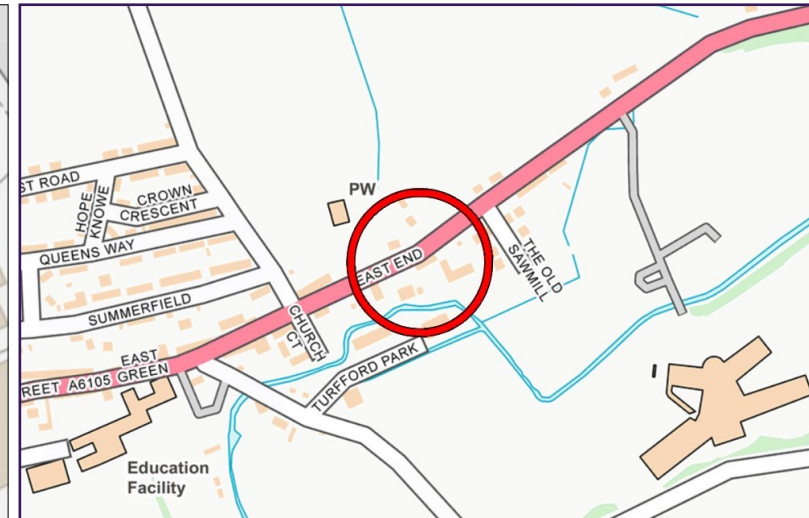 PW
ST ROAD
HOPE
KNOWE
CROWN
CRESCENT
QUEENS WAY
EAST END
THE OLD
SAWMILL
SUMMERFIELD
CHURCH
CT
EAST
GREEN
REET A6105
TURFFORD PARK
Education
Facility